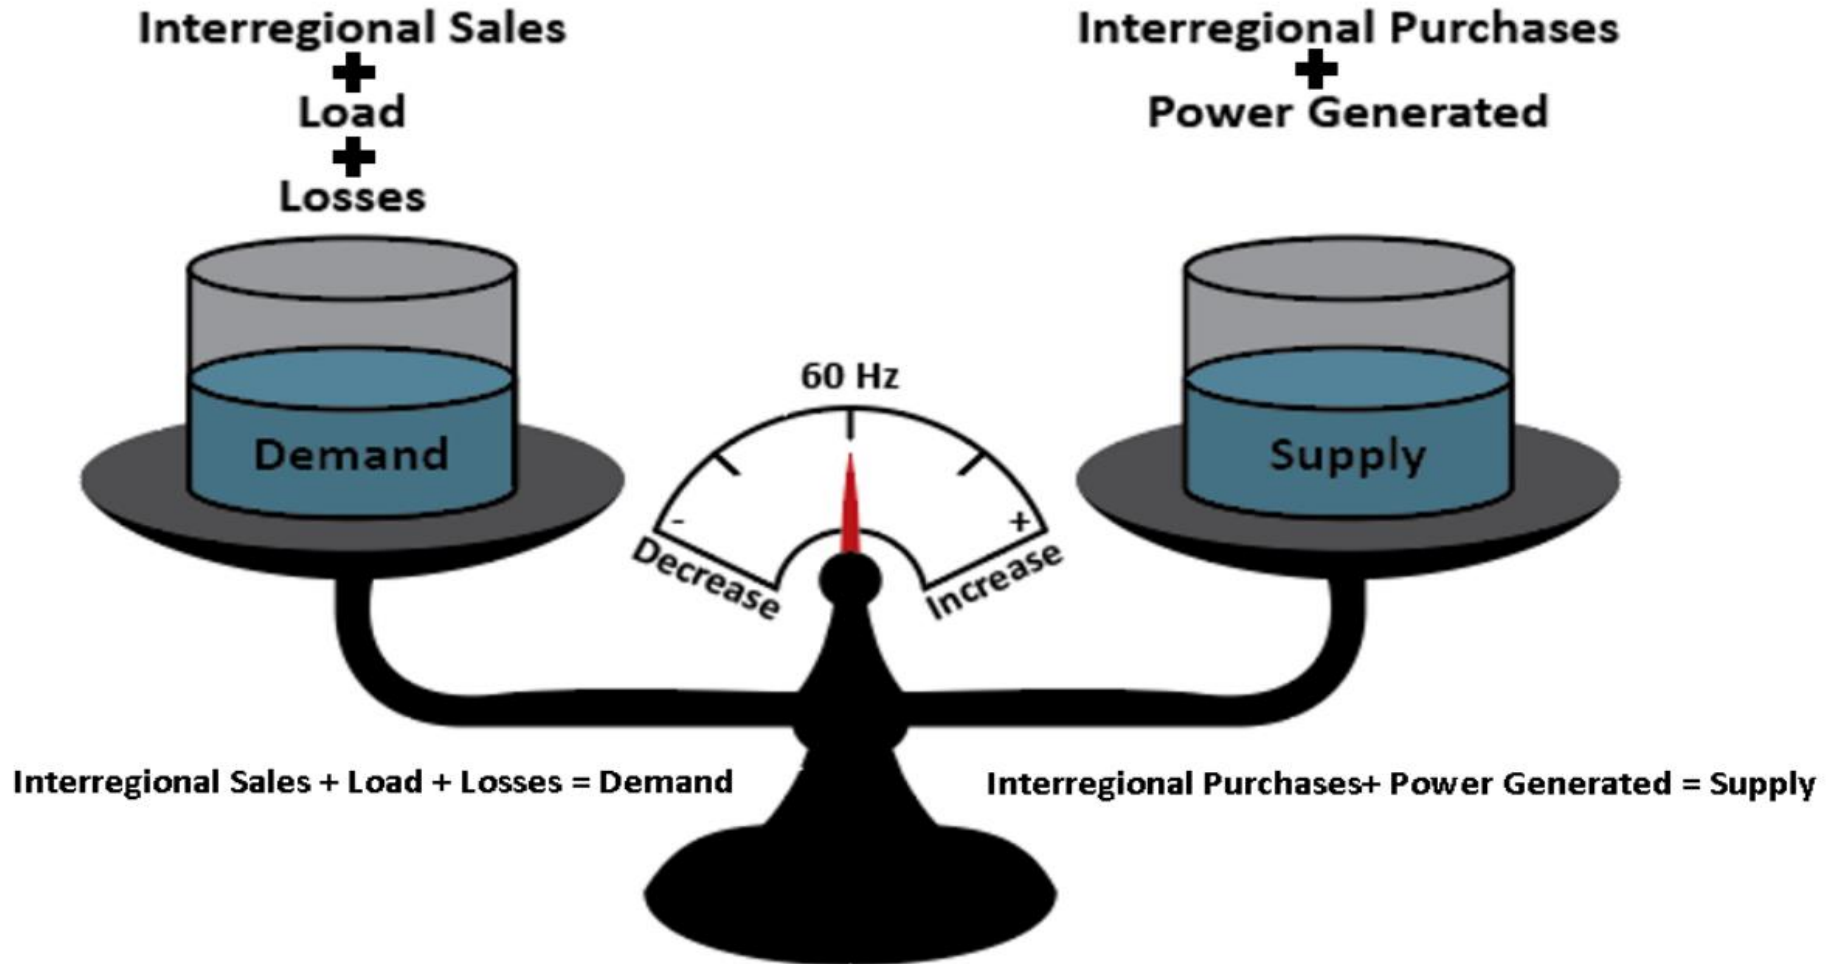 Interregional Sales
+
Load
+
Losses
Interregional Purchases
+
Power Generated
Demand
Supply
60 Hz
-
+
Decrease
Increase
Interregional Sales + Load + Losses = Demand
Interregional Purchases+ Power Generated = Supply